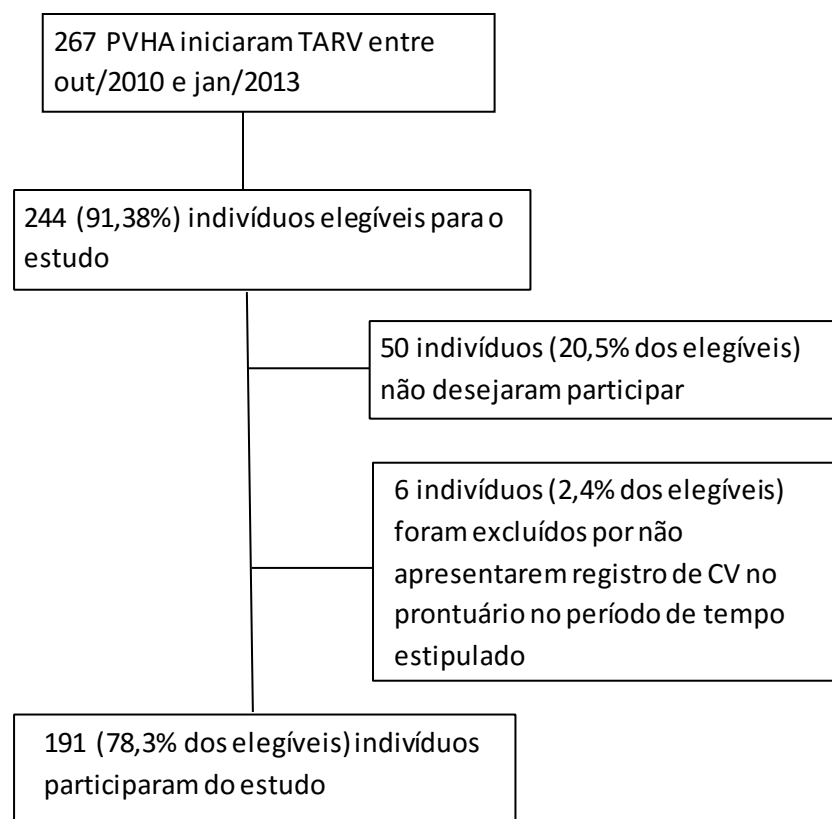 267 PVHA iniciaram TARV entre
out/2010 e jan/2013
244 (91,38%) indivíduos elegíveis para o
estudo
50 indivíduos (20,5% dos elegíveis)
não desejaram participar
6 indivíduos (2,4% dos elegíveis)
foram excluídos por não
apresentarem registro de CV no
prontuário no período de tempo
estipulado
191 (78,3% dos elegíveis) indivíduos
participaram do estudo